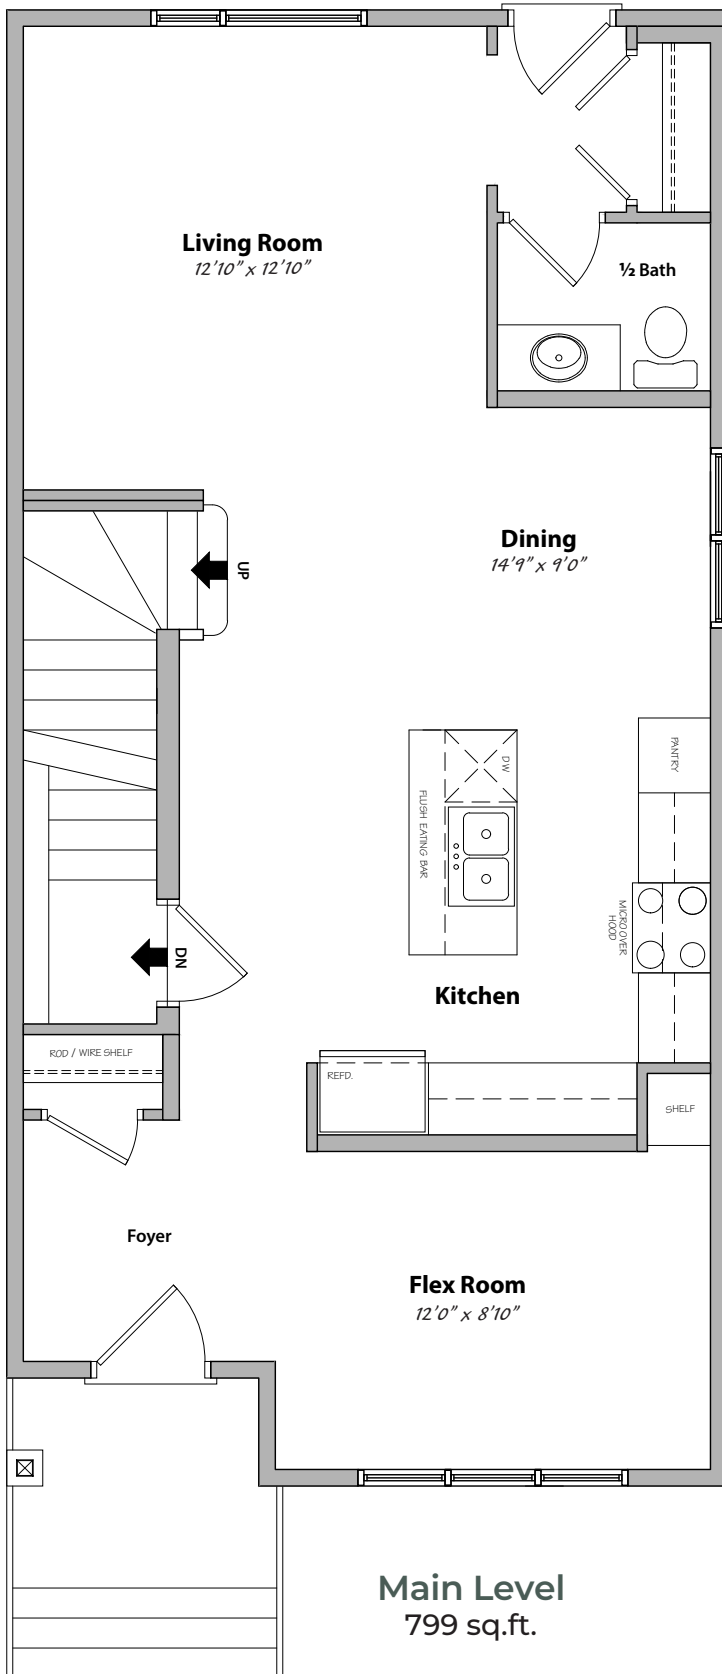 Living Room
12'10" x 12'10"
½ Bath
Dining
14'9" x 9'0"
UP
PANTRY
DW
FLUSH EATING BAR
MICRO OVER
HOOD
DN
Kitchen
ROD / WIRE SHELF
REFD.
SHELF
Foyer
Flex Room
12'0" x 8'10"
Main Level
799 sq.ft.